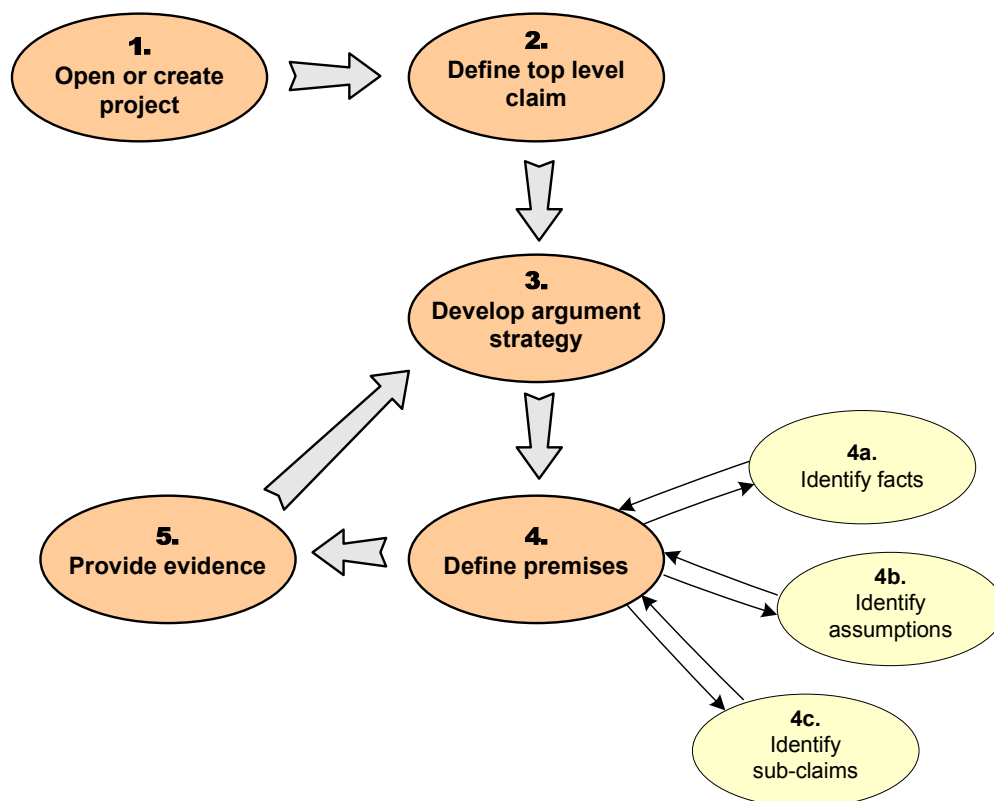 1.
Open or create
project
2.
Define top level
claim
3.
Develop argument
strategy
4a.
Identify facts
5.
Provide evidence
4.
Define premises
4b.
Identify
assumptions
4c.
Identify
sub-claims